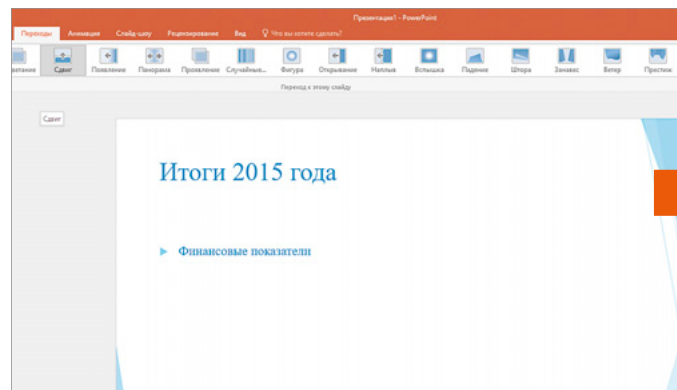 Презентация1 - PowerPoint
Переходы Анимация Слайд-шоу Рецензирование Вид Что вы хотите сделать?
Сдвиг Появление Панорама Проявление Случайные... Фигура Открывание Наплыв Вспышка Падение Штора Занавес Ветер Престиж
Переход к этому слайду
Сдвиг
Итоги 2015 года
Финансовые показатели